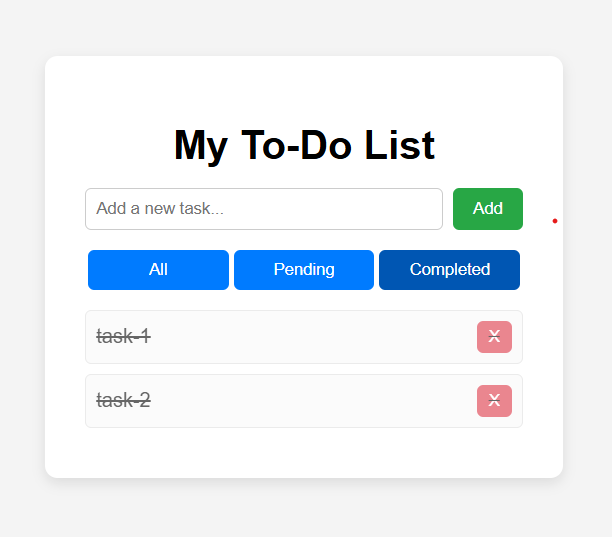 My To-Do List
Add a new task...
Add
All
Pending
Completed
task-1
X
task-2
X